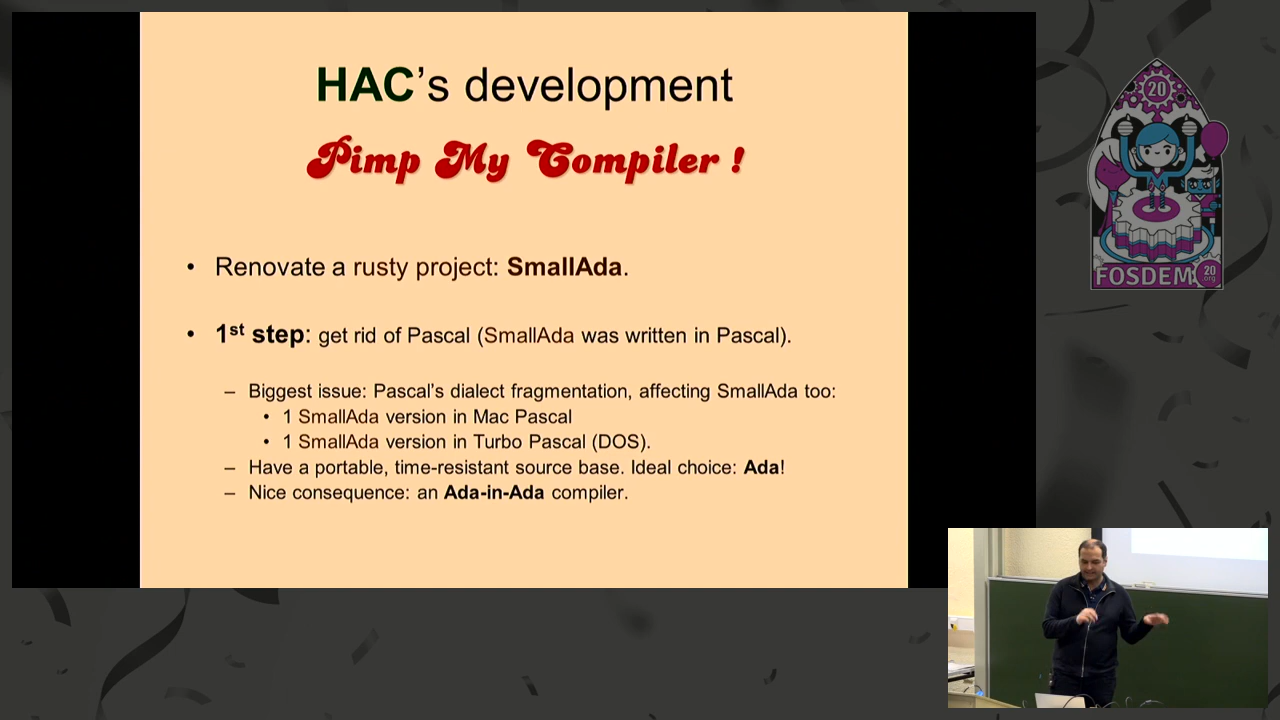 HAC's development
Pimp My Compiler !
• Renovate a rusty project: SmallAda.
• 1st step: get rid of Pascal (SmallAda was written in Pascal).
– Biggest issue: Pascal's dialect fragmentation, affecting SmallAda too:
• 1 SmallAda version in Mac Pascal
• 1 SmallAda version in Turbo Pascal (DOS).
– Have a portable, time-resistant source base. Ideal choice: Ada!
– Nice consequence: an Ada-in-Ada compiler.
20
FOSDEM 20
.org